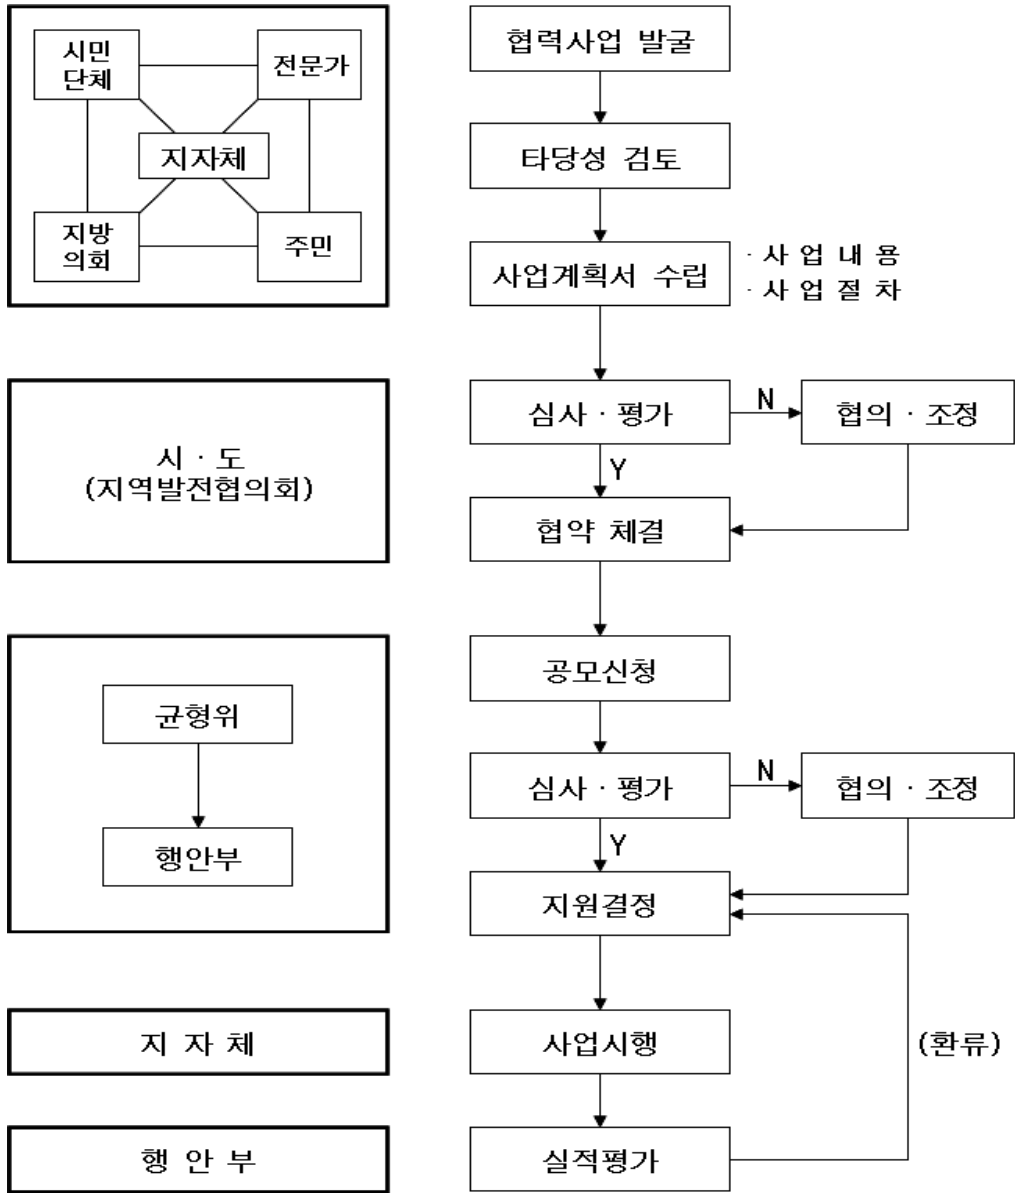 시민
단체
전문가
지자체
지방
의회
주민
협력사업 발굴
타당성 검토
사업계획서 수립
· 사 업 내 용
· 사 업 절 차
시 · 도
(지역발전협의회)
심사 · 평가
N
협의 · 조정
Y
협약 체결
균형위
행안부
공모신청
심사 · 평가
N
협의 · 조정
Y
지원결정
지 자 체
사업시행
(환류)
행 안 부
실적평가